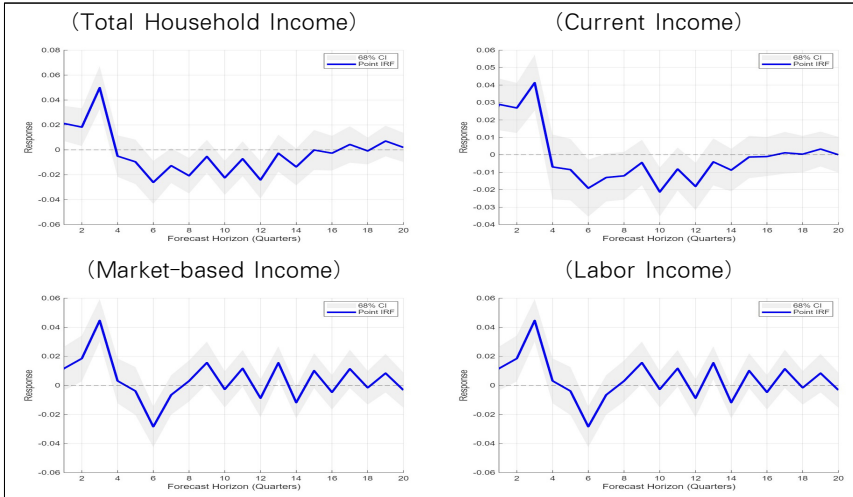 (Total Household Income)
0.08
0.06
0.04
0.02
0
-0.02
-0.04
-0.06
Response
68% CI
Point IRF
2 4 6 8 10 12 14 16 18 20
Forecast Horizon (Quarters)
(Current Income)
0.06
0.05
0.04
0.03
0.02
0.01
0
-0.01
-0.02
-0.03
-0.04
Response
68% CI
Point IRF
2 4 6 8 10 12 14 16 18 20
Forecast Horizon (Quarters)
(Market-based Income)
0.06
0.04
0.02
0
-0.02
-0.04
-0.06
Response
68% CI
Point IRF
2 4 6 8 10 12 14 16 18 20
Forecast Horizon (Quarters)
(Labor Income)
0.06
0.04
0.02
0
-0.02
-0.04
-0.06
Response
68% CI
Point IRF
2 4 6 8 10 12 14 16 18 20
Forecast Horizon (Quarters)